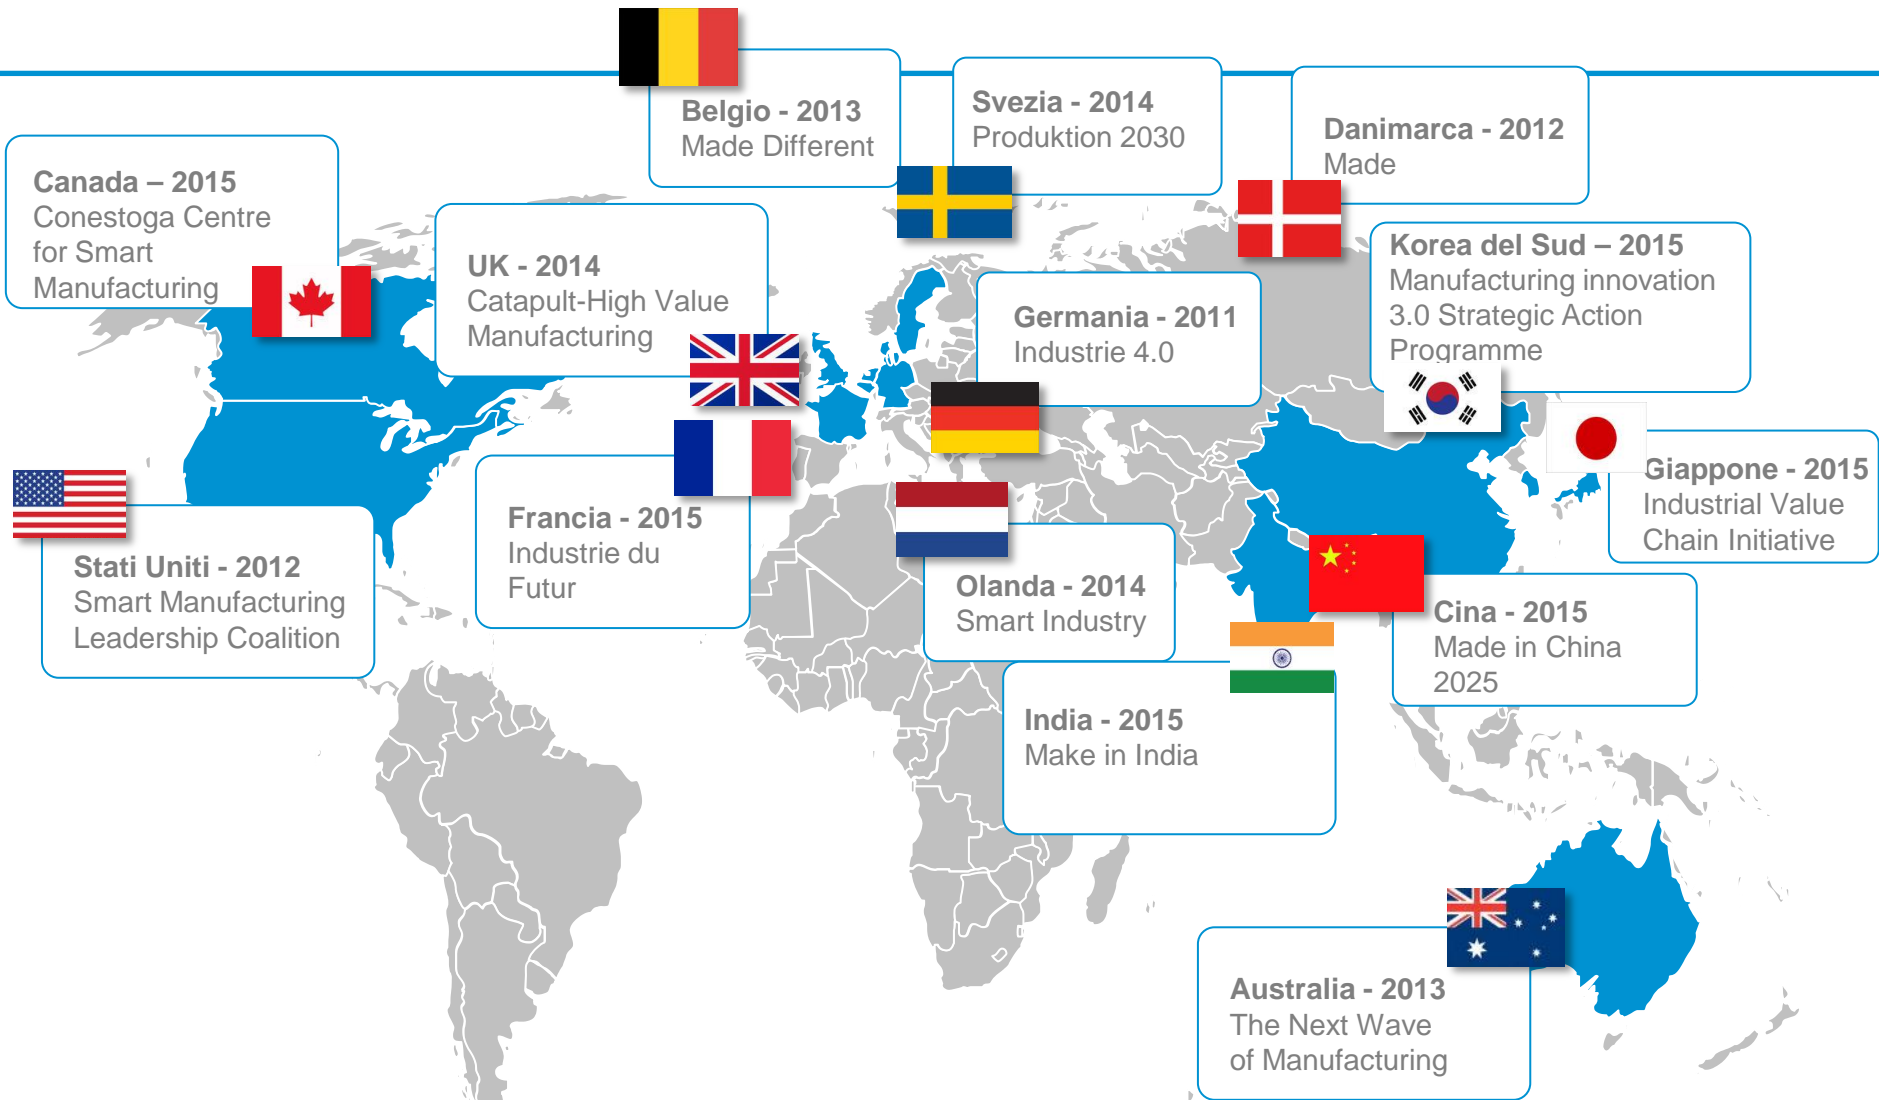 Belgio - 2013
Made Different
Svezia - 2014
Produktion 2030
Danimarca - 2012
Made
Canada – 2015
Conestoga Centre
for Smart
Manufacturing
UK - 2014
Catapult-High Value
Manufacturing
Germania - 2011
Industrie 4.0
Korea del Sud – 2015
Manufacturing innovation
3.0 Strategic Action
Programme
Giappone - 2015
Industrial Value
Chain Initiative
Stati Uniti - 2012
Smart Manufacturing
Leadership Coalition
Francia - 2015
Industrie du
Futur
Olanda - 2014
Smart Industry
Cina - 2015
Made in China
2025
India - 2015
Make in India
Australia - 2013
The Next Wave
of Manufacturing